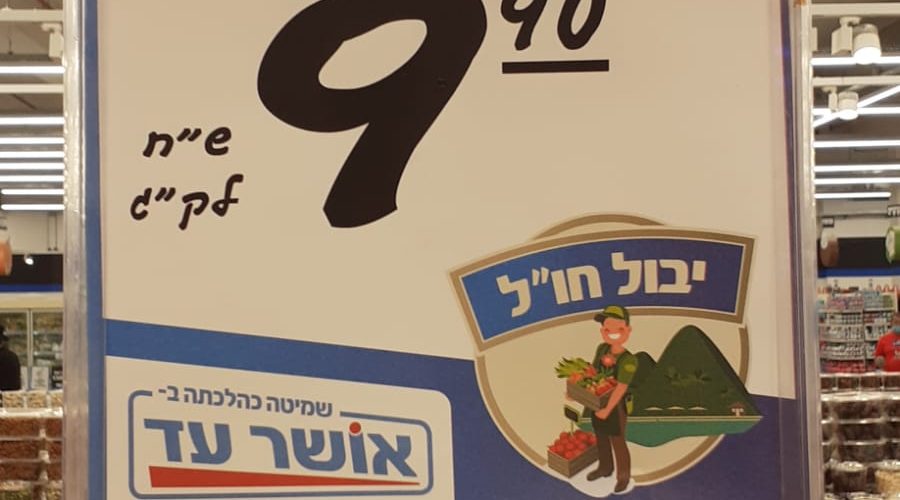 9 90
ש״ח
לק״ג
יבול חו״ל
שמיטה כהלכתה ב-
אושר עד